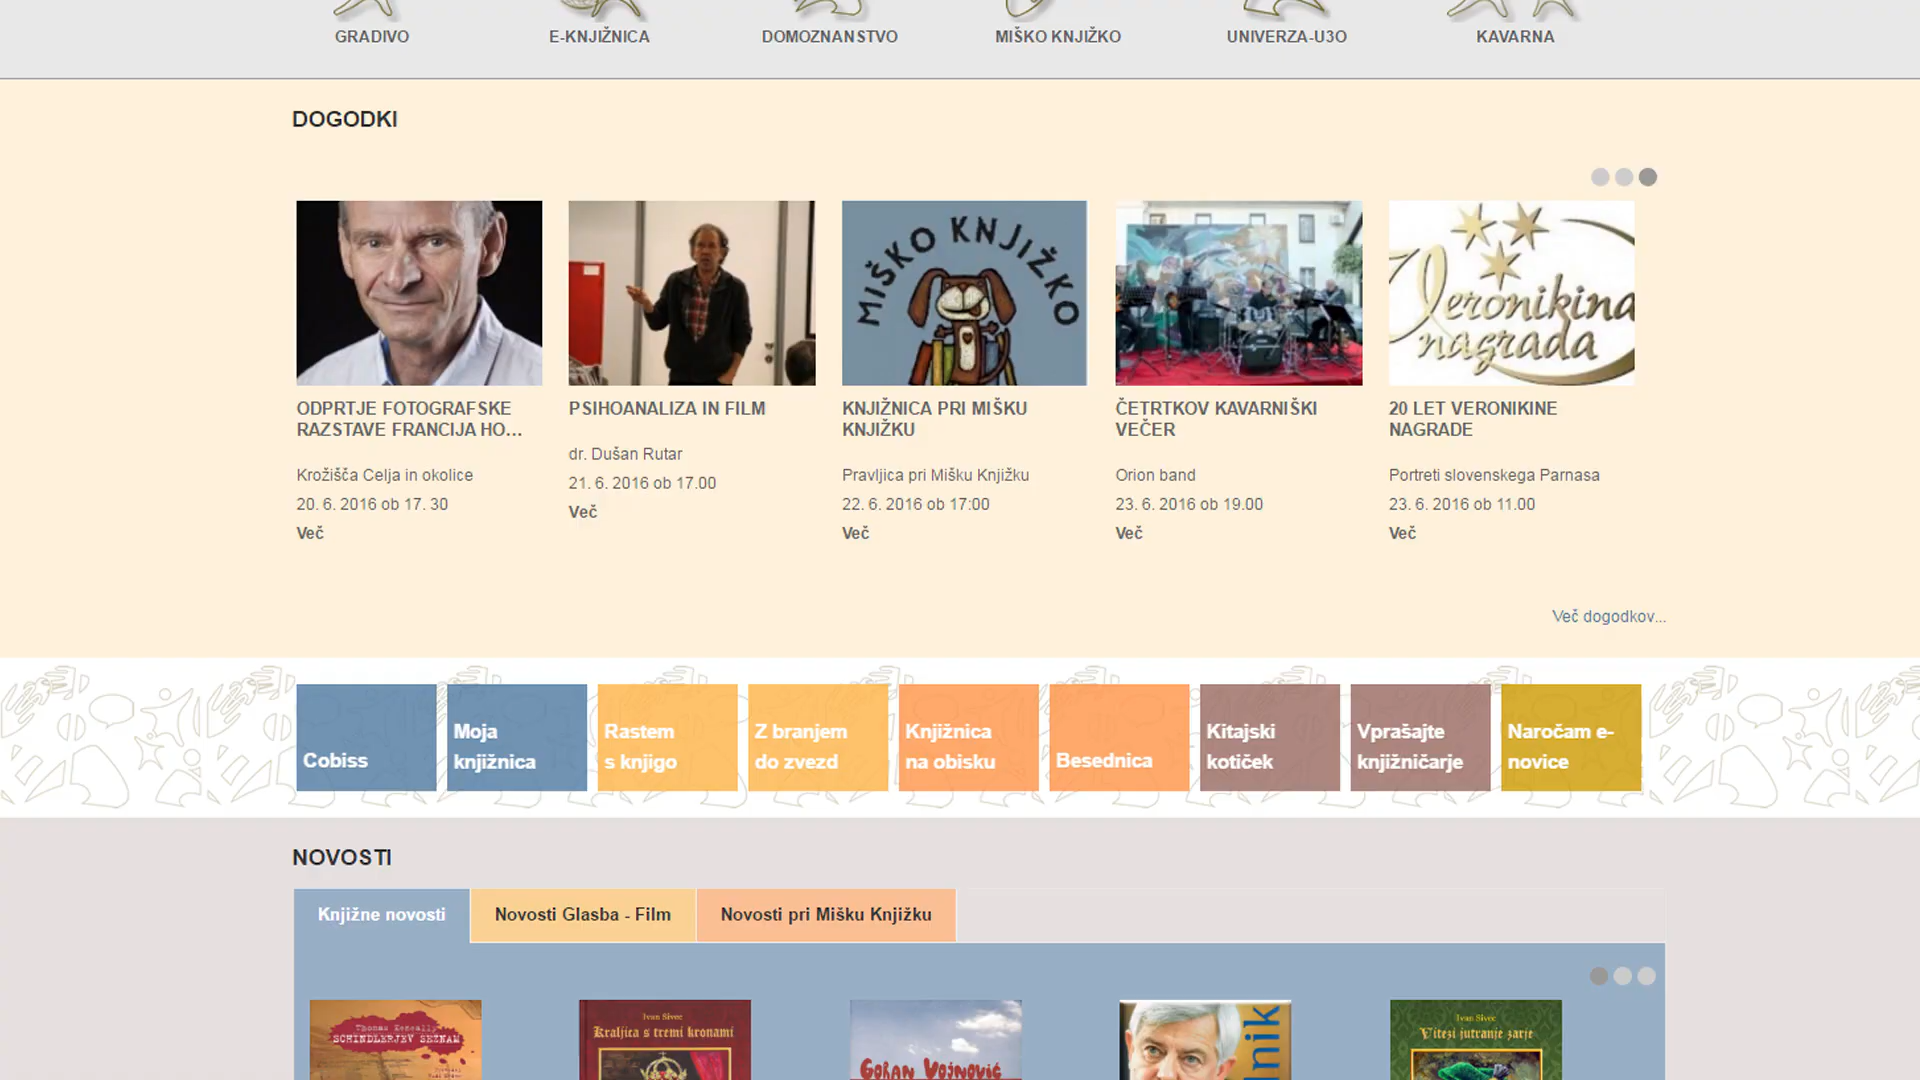 GRADIVO
E-KNJIŽNICA
DOMOZNANSTVO
MIŠKO KNJIŽKO
UNIVERZA-U3O
KAVARNA
DOGODKI
MIŠKO KNJIŽKO
Veronikina
nagrada
ODPRTJE FOTOGRAFSKE
RAZSTAVE FRANCIJA HO...
Krožišča Celja in okolice
20. 6. 2016 ob 17. 30
Več
PSIHOANALIZA IN FILM
dr. Dušan Rutar
21. 6. 2016 ob 17.00
Več
KNJIŽNICA PRI MIŠKU
KNJIŽKU
Pravljica pri Mišku Knjižku
22. 6. 2016 ob 17:00
Več
ČETRTKOV KAVARNIŠKI
VEČER
Orion band
23. 6. 2016 ob 19.00
Več
20 LET VERONIKINE
NAGRADE
Portreti slovenskega Parnasa
23. 6. 2016 ob 11.00
Več
Več dogodkov...
Cobiss
Moja
knjižnica
Rastem
s knjigo
Z branjem
do zvezd
Knjižnica
na obisku
Besednica
Kitajski
kotiček
Vprašajte
knjižničarje
Naročam e-
novice
NOVOSTI
Knjižne novosti
Novosti Glasba - Film
Novosti pri Mišku Knjižku
Thomas Keneally
SCHINDLERJEV SEZNAM
Ivan Sivec
Kraljica s tremi kronami
GORAN VOJNOVIĆ
nik
Ivan Sivec
Vitezi jutranje zarje